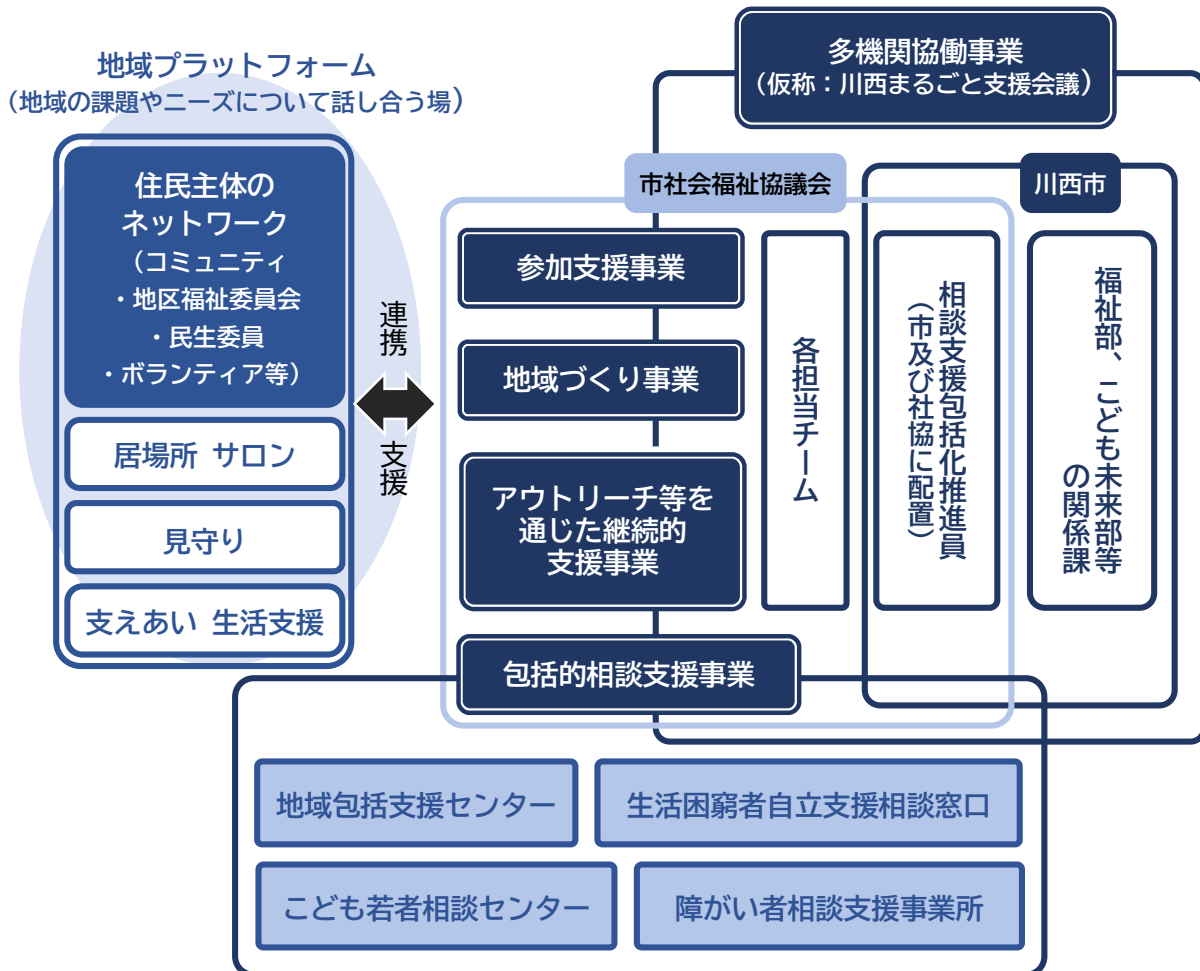 地域プラットフォーム
(地域の課題やニーズについて話し合う場)
住民主体の
ネットワーク
(コミュニティ
・地区福祉委員会
・民生委員
・ボランティア等)
居場所 サロン
見守り
支えあい 生活支援
連携
支援
多機関協働事業
(仮称:川西まるごと支援会議)
市社会福祉協議会
川西市
参加支援事業
地域づくり事業
アウトリーチ等を
通じた継続的
支援事業
各担当チーム
相談支援包括化推進員
(市及び社協に配置)
福祉部、こども未来部等
の関係課
包括的相談支援事業
地域包括支援センター
生活困窮者自立支援相談窓口
こども若者相談センター
障がい者相談支援事業所